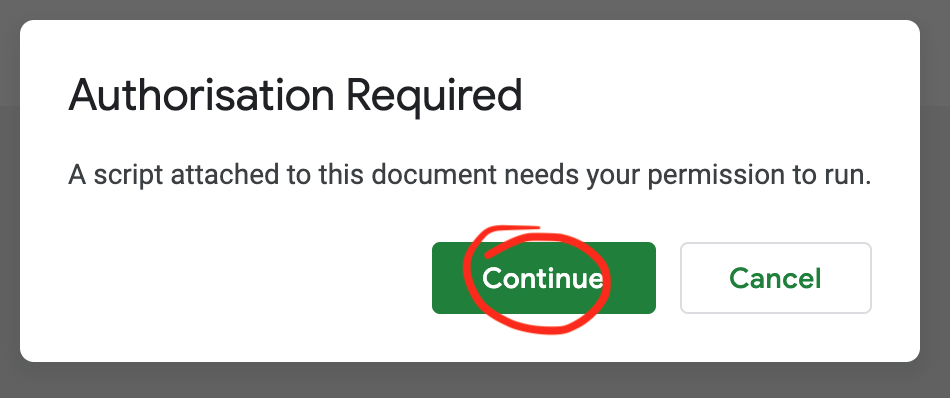 Authorisation Required
A script attached to this document needs your permission to run.
Continue
Cancel